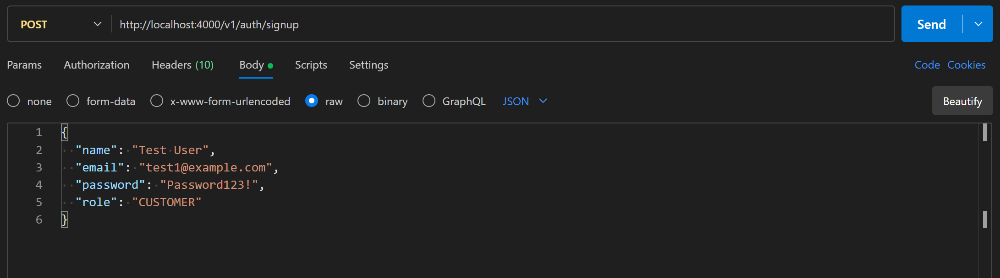 POST http://localhost:4000/v1/auth/signup Send
Params Authorization Headers (10) Body Scripts Settings Code Cookies
none form-data x-www-form-urlencoded raw binary GraphQL JSON Beautify
1 {
2 "name": "Test User",
3 "email": "test1@example.com",
4 "password": "Password123!",
5 "role": "CUSTOMER"
6 }